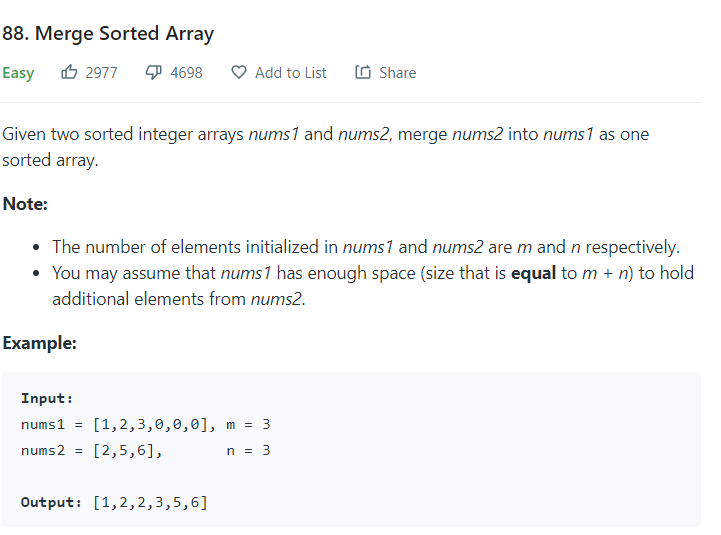 88. Merge Sorted Array
Easy 2977 4698 Add to List Share
Given two sorted integer arrays nums1 and nums2, merge nums2 into nums1 as one
sorted array.
Note:
• The number of elements initialized in nums1 and nums2 are m and n respectively.
• You may assume that nums1 has enough space (size that is equal to m + n) to hold
additional elements from nums2.
Example:
Input:
nums1 = [1,2,3,0,0,0], m = 3
nums2 = [2,5,6],       n = 3
Output: [1,2,2,3,5,6]